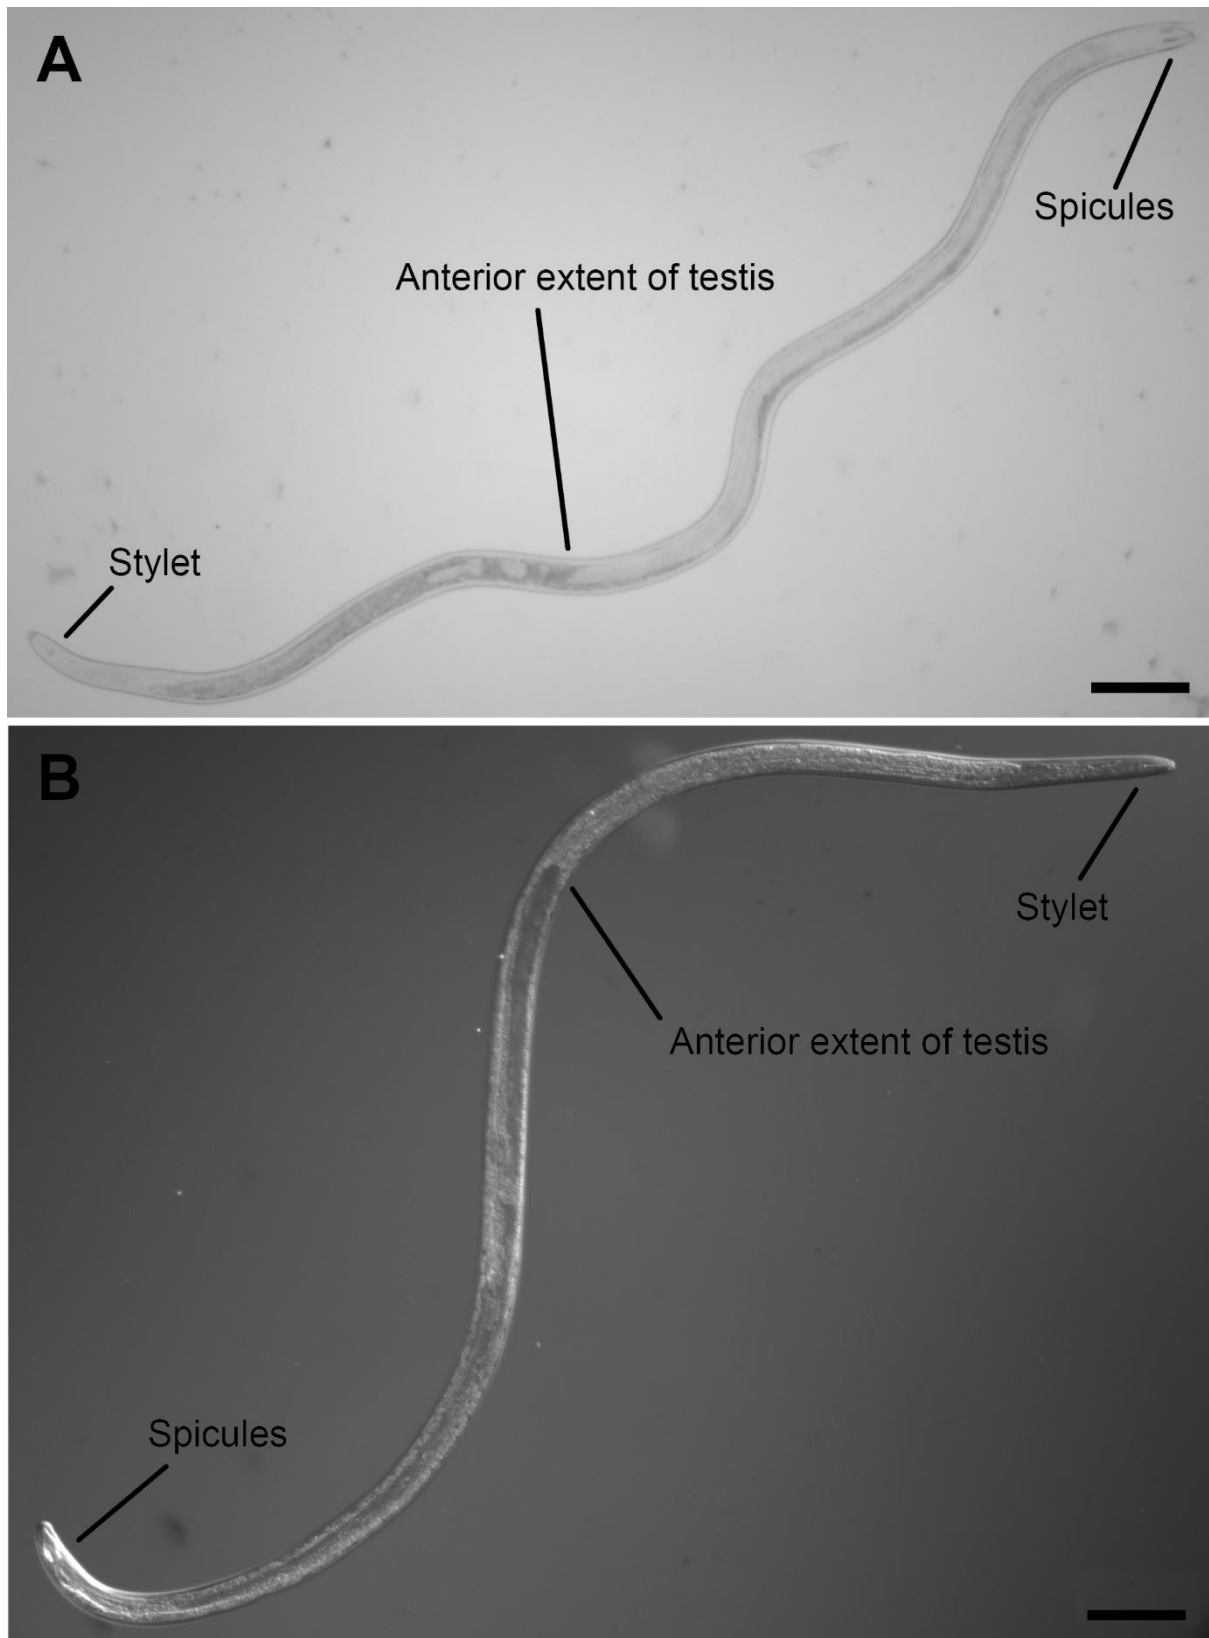 A
Spicules
Anterior extent of testis
Stylet
B
Stylet
Anterior extent of testis
Spicules